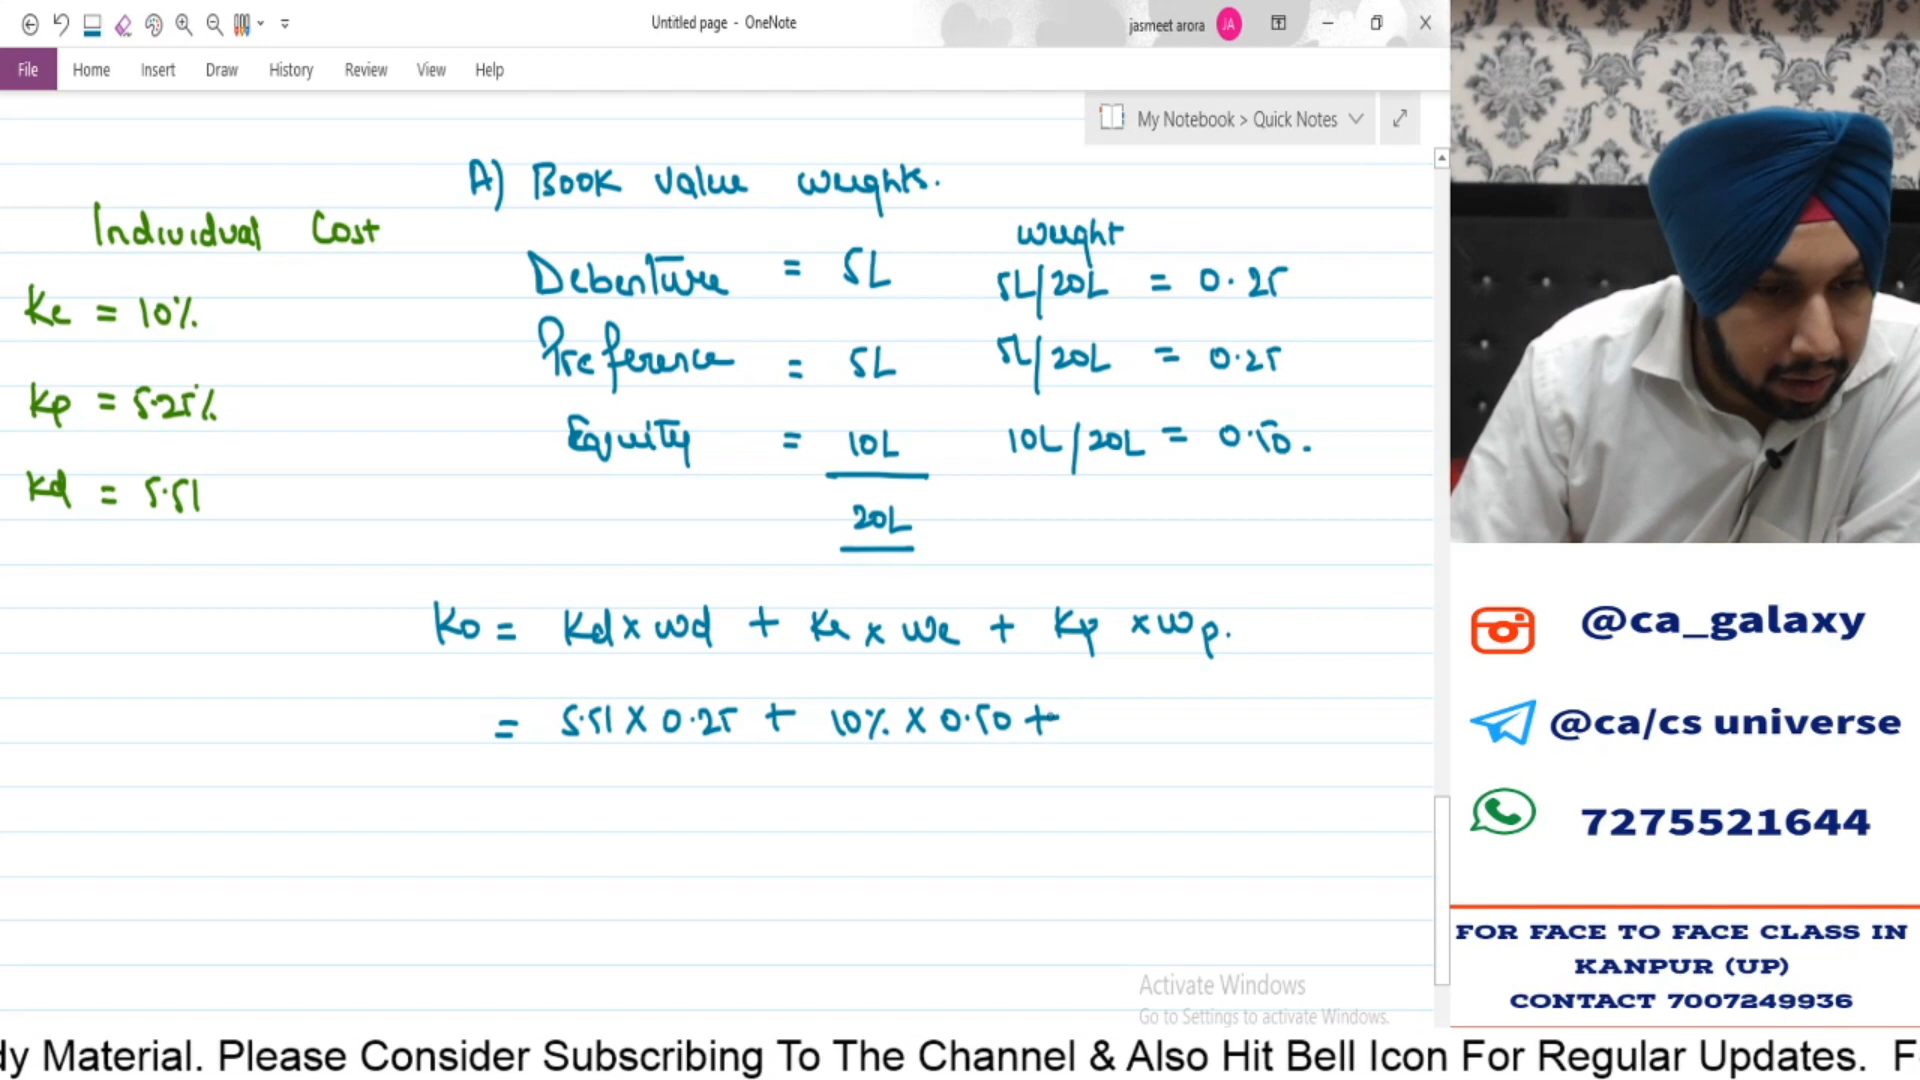 Untitled page - OneNote
jasmeet arora JA
File Home Insert Draw History Review View Help
My Notebook > Quick Notes
A) Book value weights.
Individual Cost
weight
Debenture = 5L 5L/20L = 0.25
Ke = 10%
Preference = 5L 5L/20L = 0.25
Kp = 5.25%
Equity = 10L 10L/20L = 0.50.
Kd = 5.51
20L
Ko = Kd x wd + Ke x we + Kp x wp.
= 5.51 x 0.25 + 10% x 0.50 +
@ca_galaxy
@ca/cs universe
7275521644
FOR FACE TO FACE CLASS IN
KANPUR (UP)
CONTACT 7007249936
Activate Windows
Go to Settings to activate Windows.
dy Material. Please Consider Subscribing To The Channel & Also Hit Bell Icon For Regular Updates. F